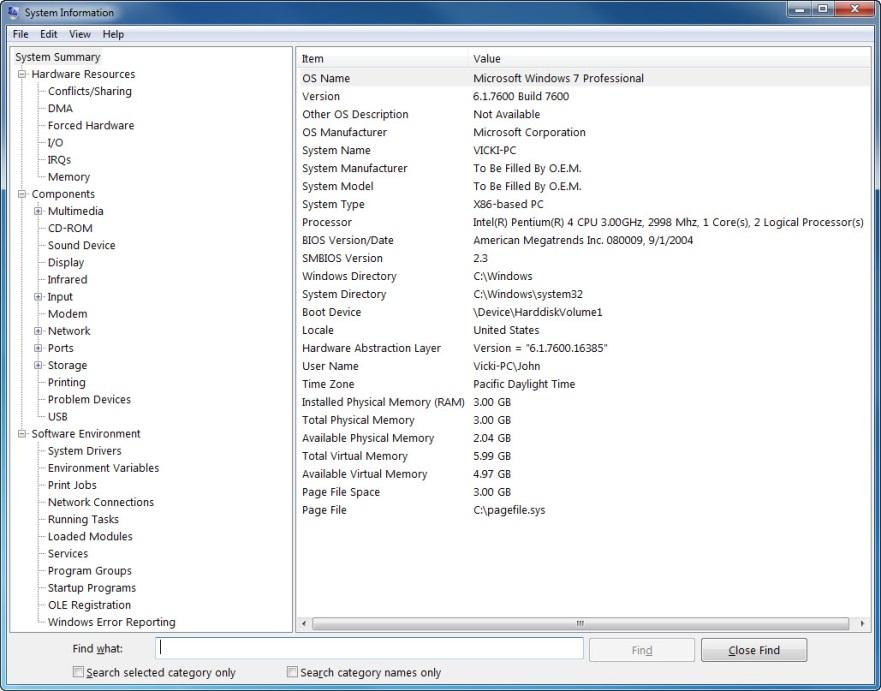 System Information
File Edit View Help
System Summary
Hardware Resources
Conflicts/Sharing
DMA
Forced Hardware
I/O
IRQs
Memory
Components
Multimedia
CD-ROM
Sound Device
Display
Infrared
Input
Modem
Network
Ports
Storage
Printing
Problem Devices
USB
Software Environment
System Drivers
Environment Variables
Print Jobs
Network Connections
Running Tasks
Loaded Modules
Services
Program Groups
Startup Programs
OLE Registration
Windows Error Reporting
Item Value
OS Name Microsoft Windows 7 Professional
Version 6.1.7600 Build 7600
Other OS Description Not Available
OS Manufacturer Microsoft Corporation
System Name VICKI-PC
System Manufacturer To Be Filled By O.E.M.
System Model To Be Filled By O.E.M.
System Type X86-based PC
Processor Intel(R) Pentium(R) 4 CPU 3.00GHz, 2998 Mhz, 1 Core(s), 2 Logical Processor(s)
BIOS Version/Date American Megatrends Inc. 080009, 9/1/2004
SMBIOS Version 2.3
Windows Directory C:\Windows
System Directory C:\Windows\system32
Boot Device \Device\HarddiskVolume1
Locale United States
Hardware Abstraction Layer Version = "6.1.7600.16385"
User Name Vicki-PC\John
Time Zone Pacific Daylight Time
Installed Physical Memory (RAM) 3.00 GB
Total Physical Memory 3.00 GB
Available Physical Memory 2.04 GB
Total Virtual Memory 5.99 GB
Available Virtual Memory 4.97 GB
Page File Space 3.00 GB
Page File C:\pagefile.sys
Find what: Find Close Find
Search selected category only Search category names only